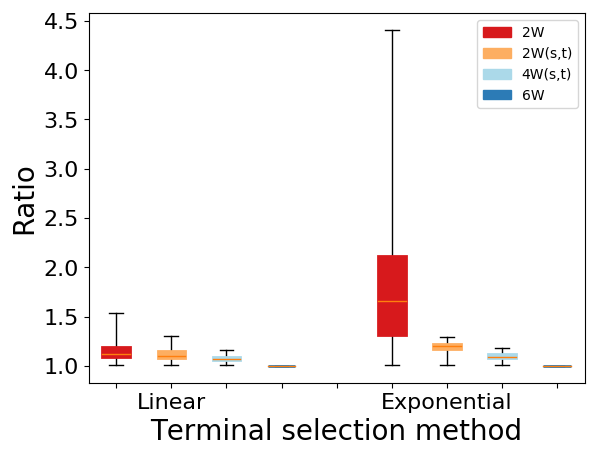 4.5
4.0
3.5
3.0
2.5
2.0
1.5
1.0
Ratio
2W
2W(s,t)
4W(s,t)
6W
Linear Exponential
Terminal selection method